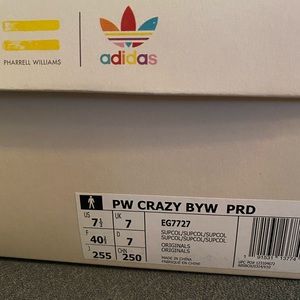 PHARRELL WILLIAMS
adidas
PW CRAZY BYW PRD
US 7½ UK 7
EG7727
SUPCOL/SUPCOL/SUPCOL
SUPCOL/SUPCOL/SUPCOL
F 40⅔ D 7
ORIGINALS
ORIGINALS
J 255 CHN 250
MADE IN CHINA
FABRIQUÉ EN CHINE